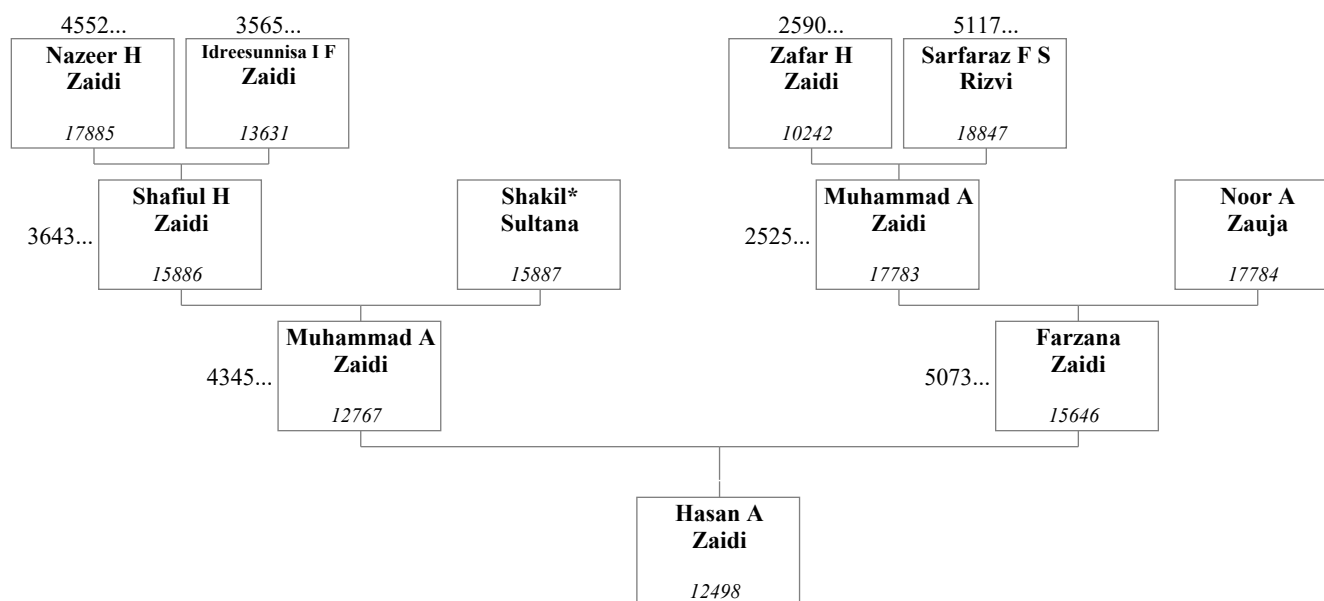 4552...
3565...
2590...
5117...
Nazeer H
Zaidi
17885
Idreesunnisa I F
Zaidi
13631
Zafar H
Zaidi
10242
Sarfaraz F S
Rizvi
18847
3643...
Shafiul H
Zaidi
15886
Shakil*
Sultana
15887
2525...
Muhammad A
Zaidi
17783
Noor A
Zauja
17784
4345...
Muhammad A
Zaidi
12767
5073...
Farzana
Zaidi
15646
Hasan A
Zaidi
12498